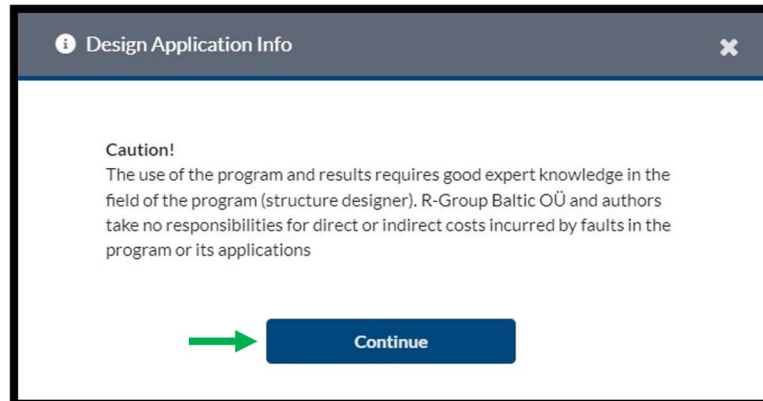 Design Application Info
Caution!
The use of the program and results requires good expert knowledge in the
field of the program (structure designer). R-Group Baltic OÜ and authors
take no responsibilities for direct or indirect costs incurred by faults in the
program or its applications
Continue